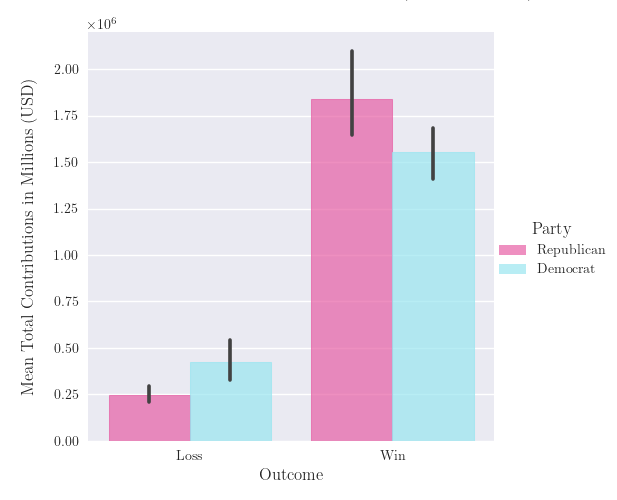 ×10⁶
2.00
1.75
1.50
1.25
1.00
0.75
0.50
0.25
0.00
Mean Total Contributions in Millions (USD)
Loss
Win
Outcome
Party
Republican
Democrat